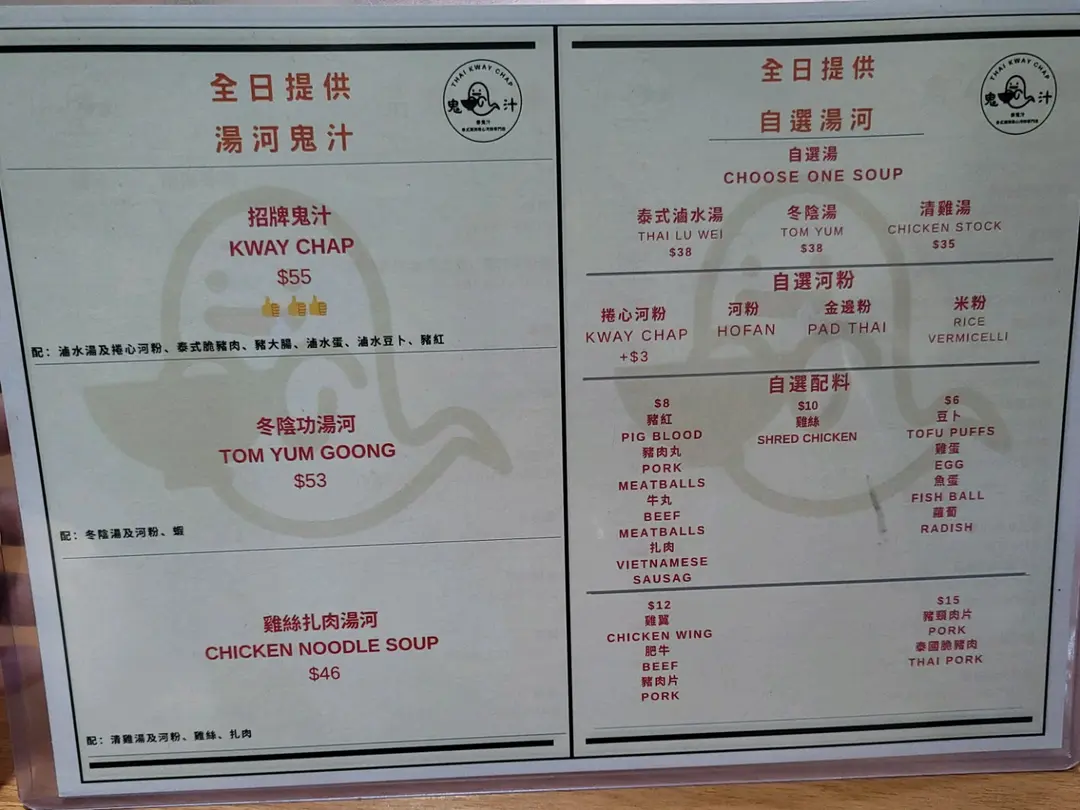 全日提供
湯河鬼汁
THAI KWAY CHAP
鬼 汁
招牌鬼汁
KWAY CHAP
$55
配：滷水湯及捲心河粉、泰式脆豬肉、豬大腸、滷水蛋、滷水豆卜、豬紅
冬陰功湯河
TOM YUM GOONG
$53
配：冬陰湯及河粉、蝦
雞絲扎肉湯河
CHICKEN NOODLE SOUP
$46
配：清雞湯及河粉、雞絲、扎肉
全日提供
自選湯河
THAI KWAY CHAP
鬼 汁
自選湯
CHOOSE ONE SOUP
泰式滷水湯
THAI LU WEI
$38
冬陰湯
TOM YUM
$38
清雞湯
CHICKEN STOCK
$35
自選河粉
捲心河粉
KWAY CHAP
+$3
河粉
HOFAN
金邊粉
PAD THAI
米粉
RICE
VERMICELLI
自選配料
$8
豬紅
PIG BLOOD
豬肉丸
PORK
MEATBALLS
牛丸
BEEF
MEATBALLS
扎肉
VIETNAMESE
SAUSAG
$10
雞絲
SHRED CHICKEN
$6
豆卜
TOFU PUFFS
雞蛋
EGG
魚蛋
FISH BALL
蘿蔔
RADISH
$12
雞翼
CHICKEN WING
肥牛
BEEF
豬肉片
PORK
$15
豬頸肉片
PORK
泰國脆豬肉
THAI PORK